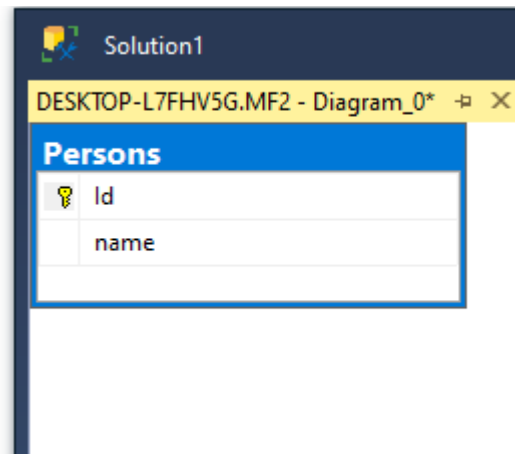 Solution1
DESKTOP-L7FHV5G.MF2 - Diagram_0*
Persons
Id
name